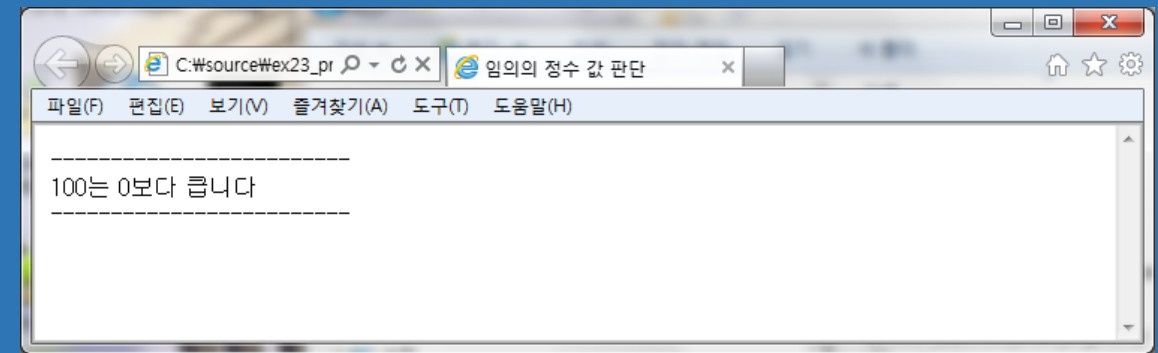 C:₩source₩ex23_pr
임의의 정수 값 판단
파일(F) 편집(E) 보기(V) 즐겨찾기(A) 도구(T) 도움말(H)
-------------------------
100는 0보다 큽니다
-------------------------